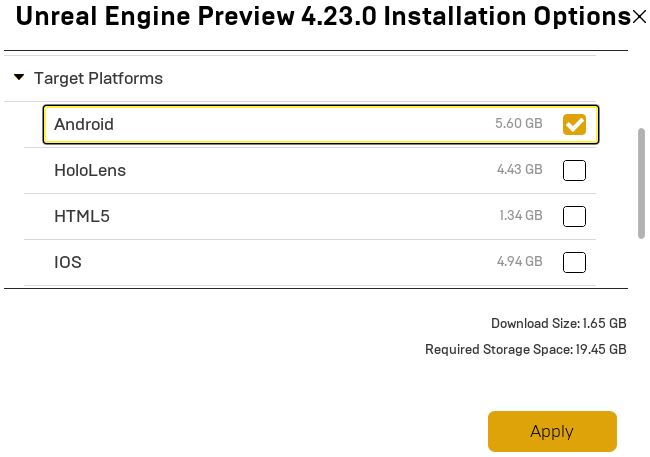 Unreal Engine Preview 4.23.0 Installation Options
Target Platforms
Android 5.60 GB
HoloLens 4.43 GB
HTML5 1.34 GB
IOS 4.94 GB
Download Size: 1.65 GB
Required Storage Space: 19.45 GB
Apply